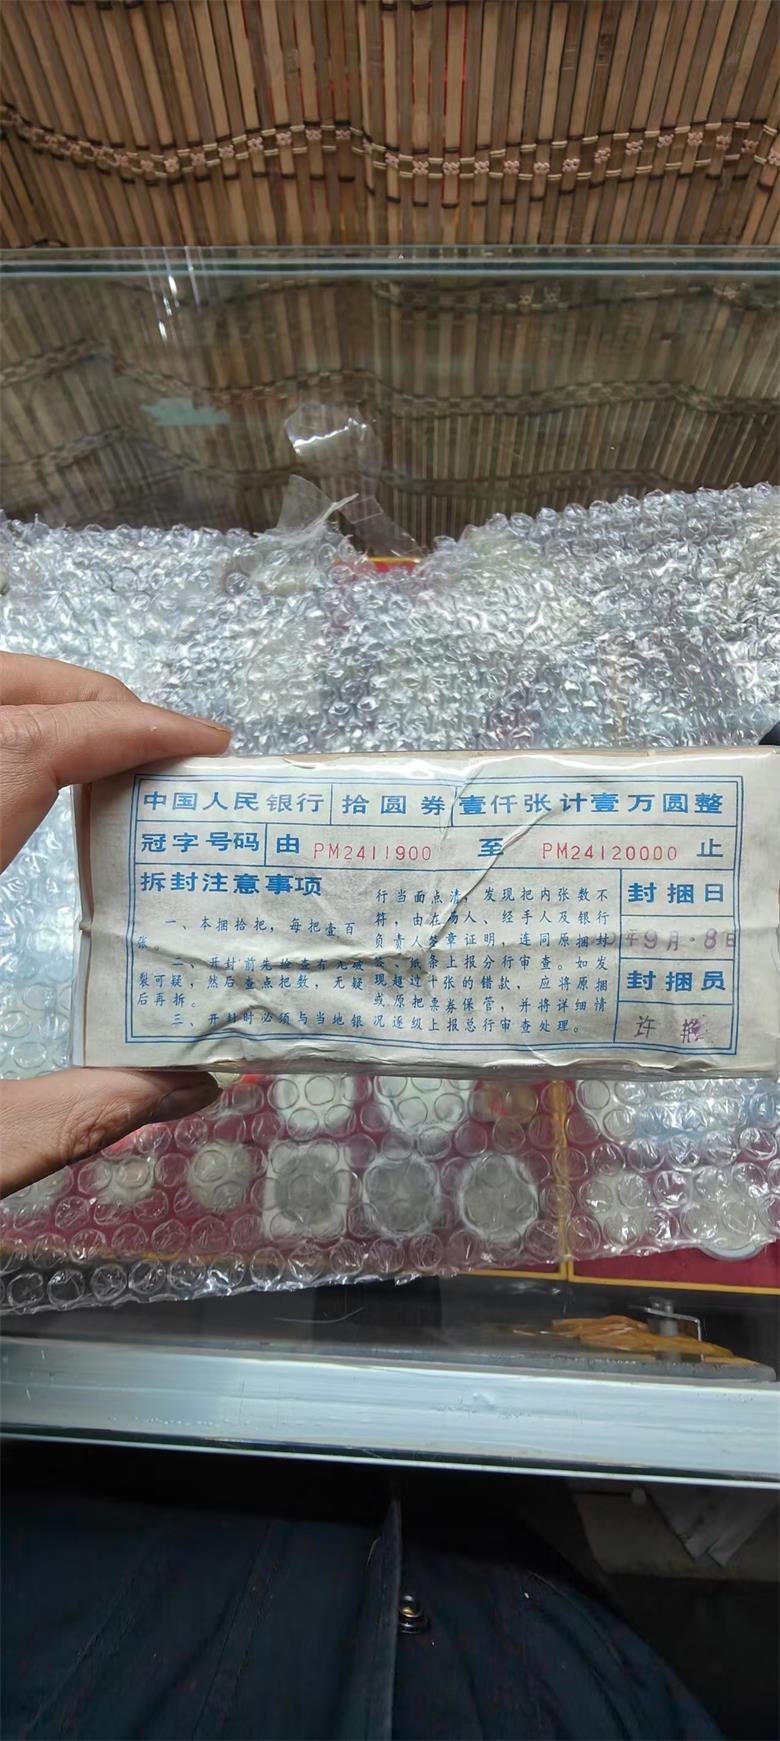 中国人民银行 拾圆券 壹仟张计壹万圆整
冠字号码 由 PM2411900 至 PM24120000 止
拆封注意事项
一、本捆拾把，每把壹百
张。
二、开封前先检查有无破
裂可疑，然后查点把数，无疑
后再拆。
三、开封时必须与当地银
行当面点清，发现把内张数不
符，由在场人、经手人及银行
负责人签章证明，连同原捆封
签、纸条上报分行审查。如发
现超过十张的错款，应将原捆
或原把票券保管，并将详细情
况逐级上报总行审查处理。
封捆日
年9月·8日
封捆员
许